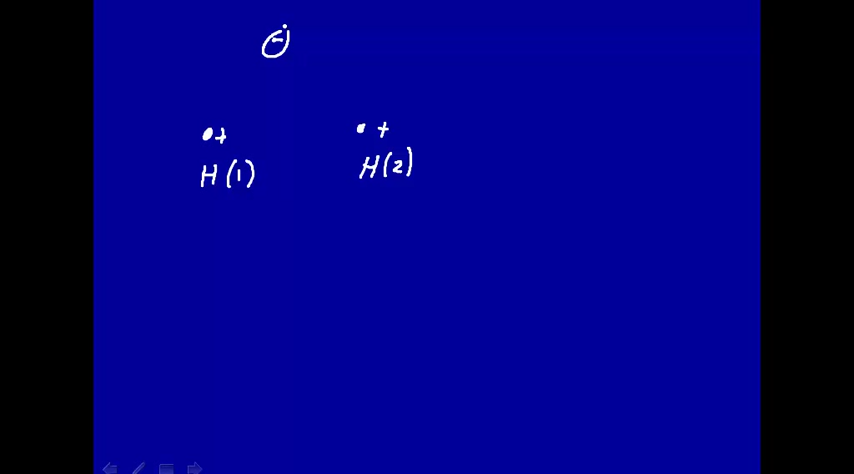 -
+ +
H(1) H(2)